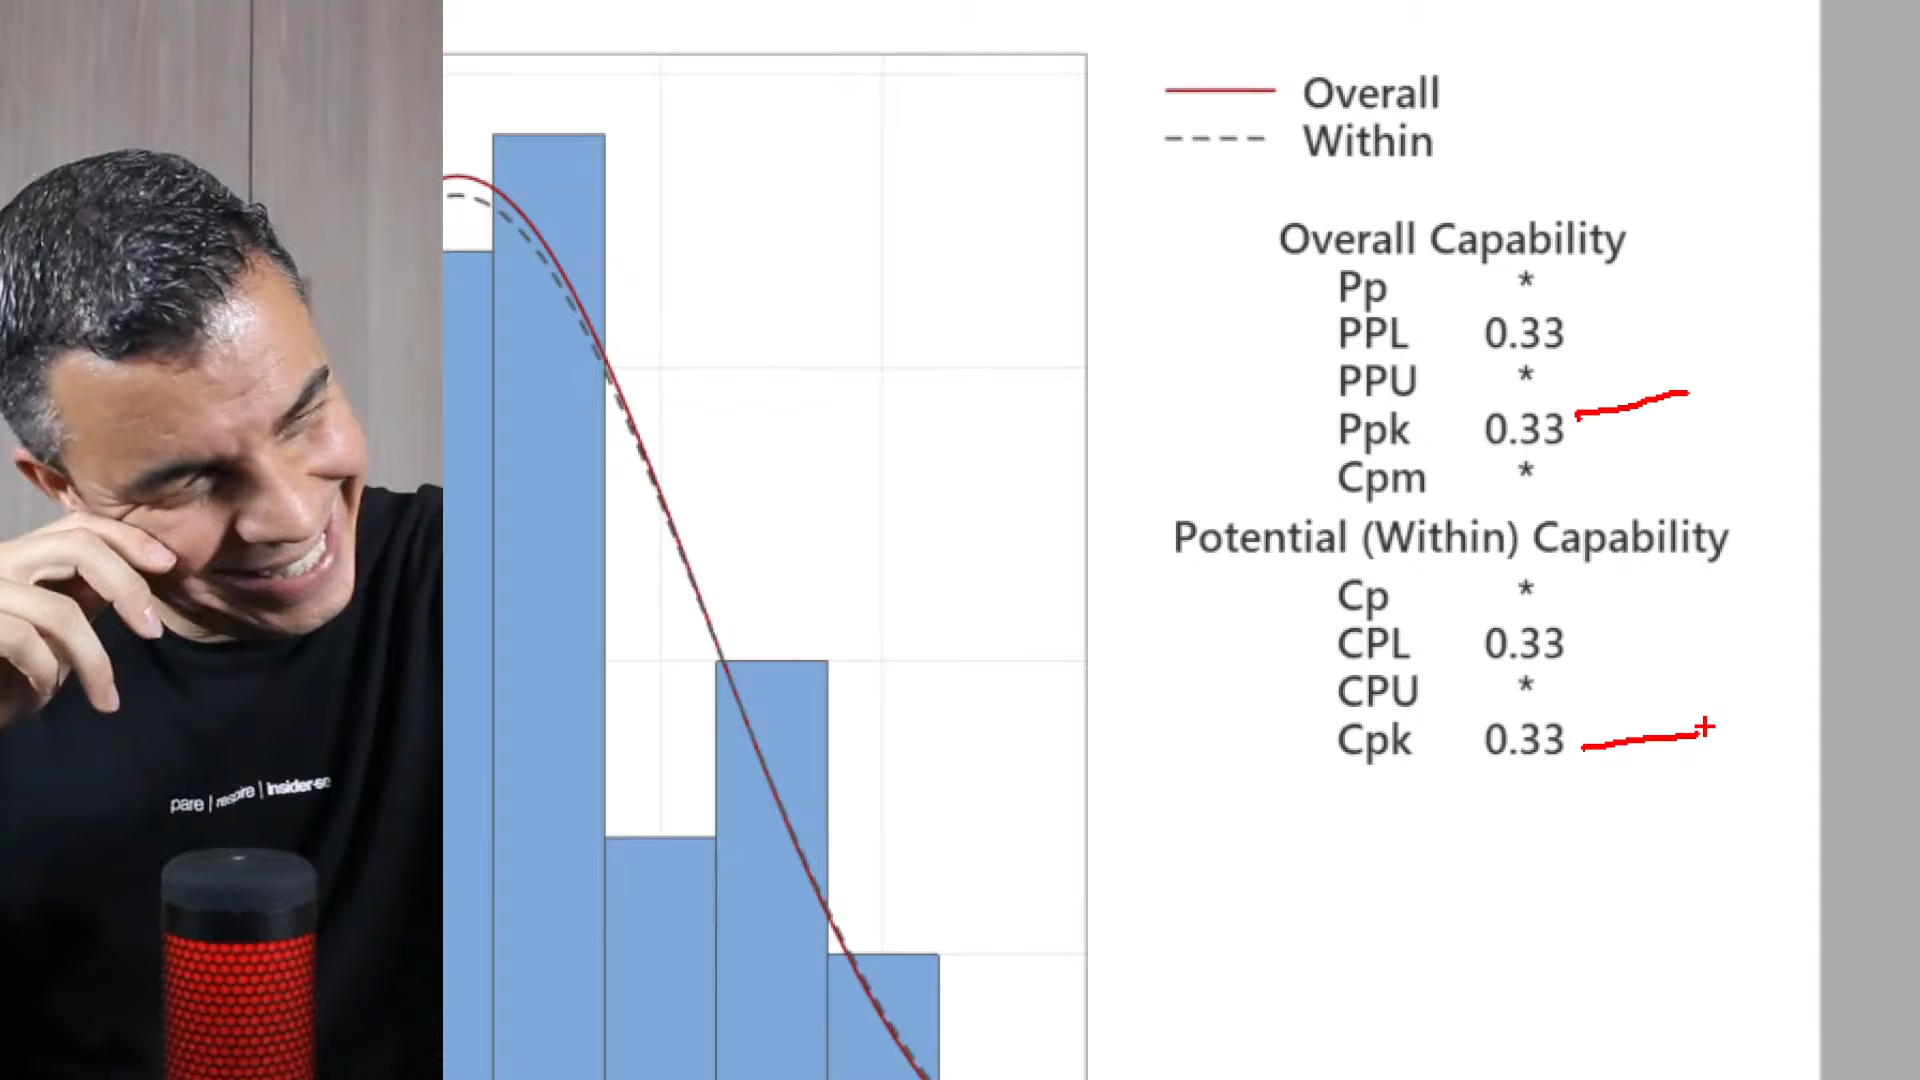 Overall
Within
Overall Capability
Pp *
PPL 0.33
PPU *
Ppk 0.33
Cpm *
Potential (Within) Capability
Cp *
CPL 0.33
CPU *
Cpk 0.33
pare | respire | insider-se